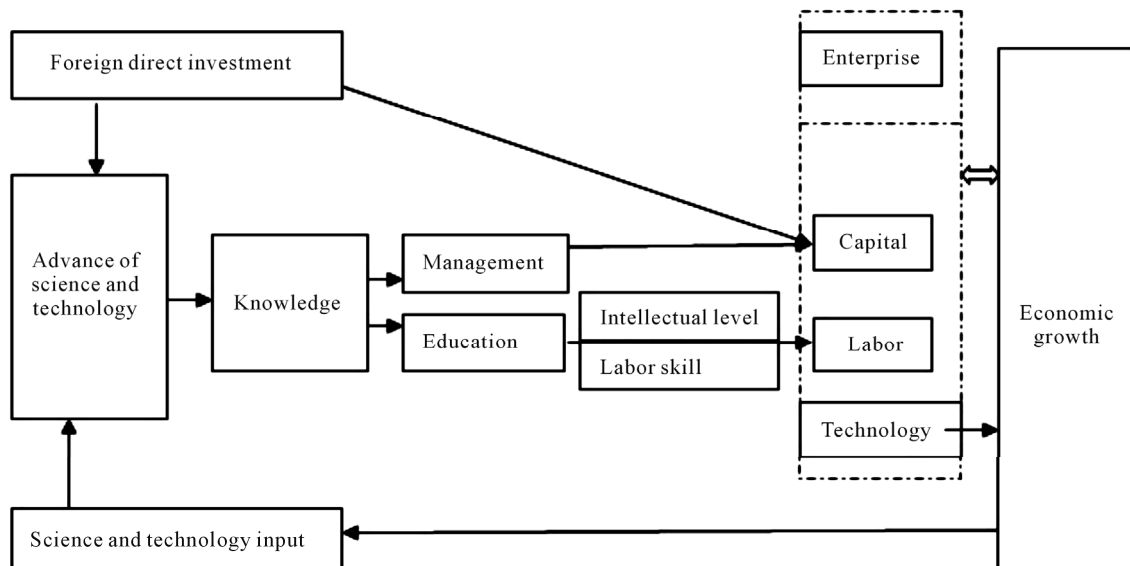 Foreign direct investment
Enterprise
Advance of
science and
technology
Knowledge
Management
Education
Intellectual level
Labor skill
Capital
Labor
Technology
Economic
growth
Science and technology input